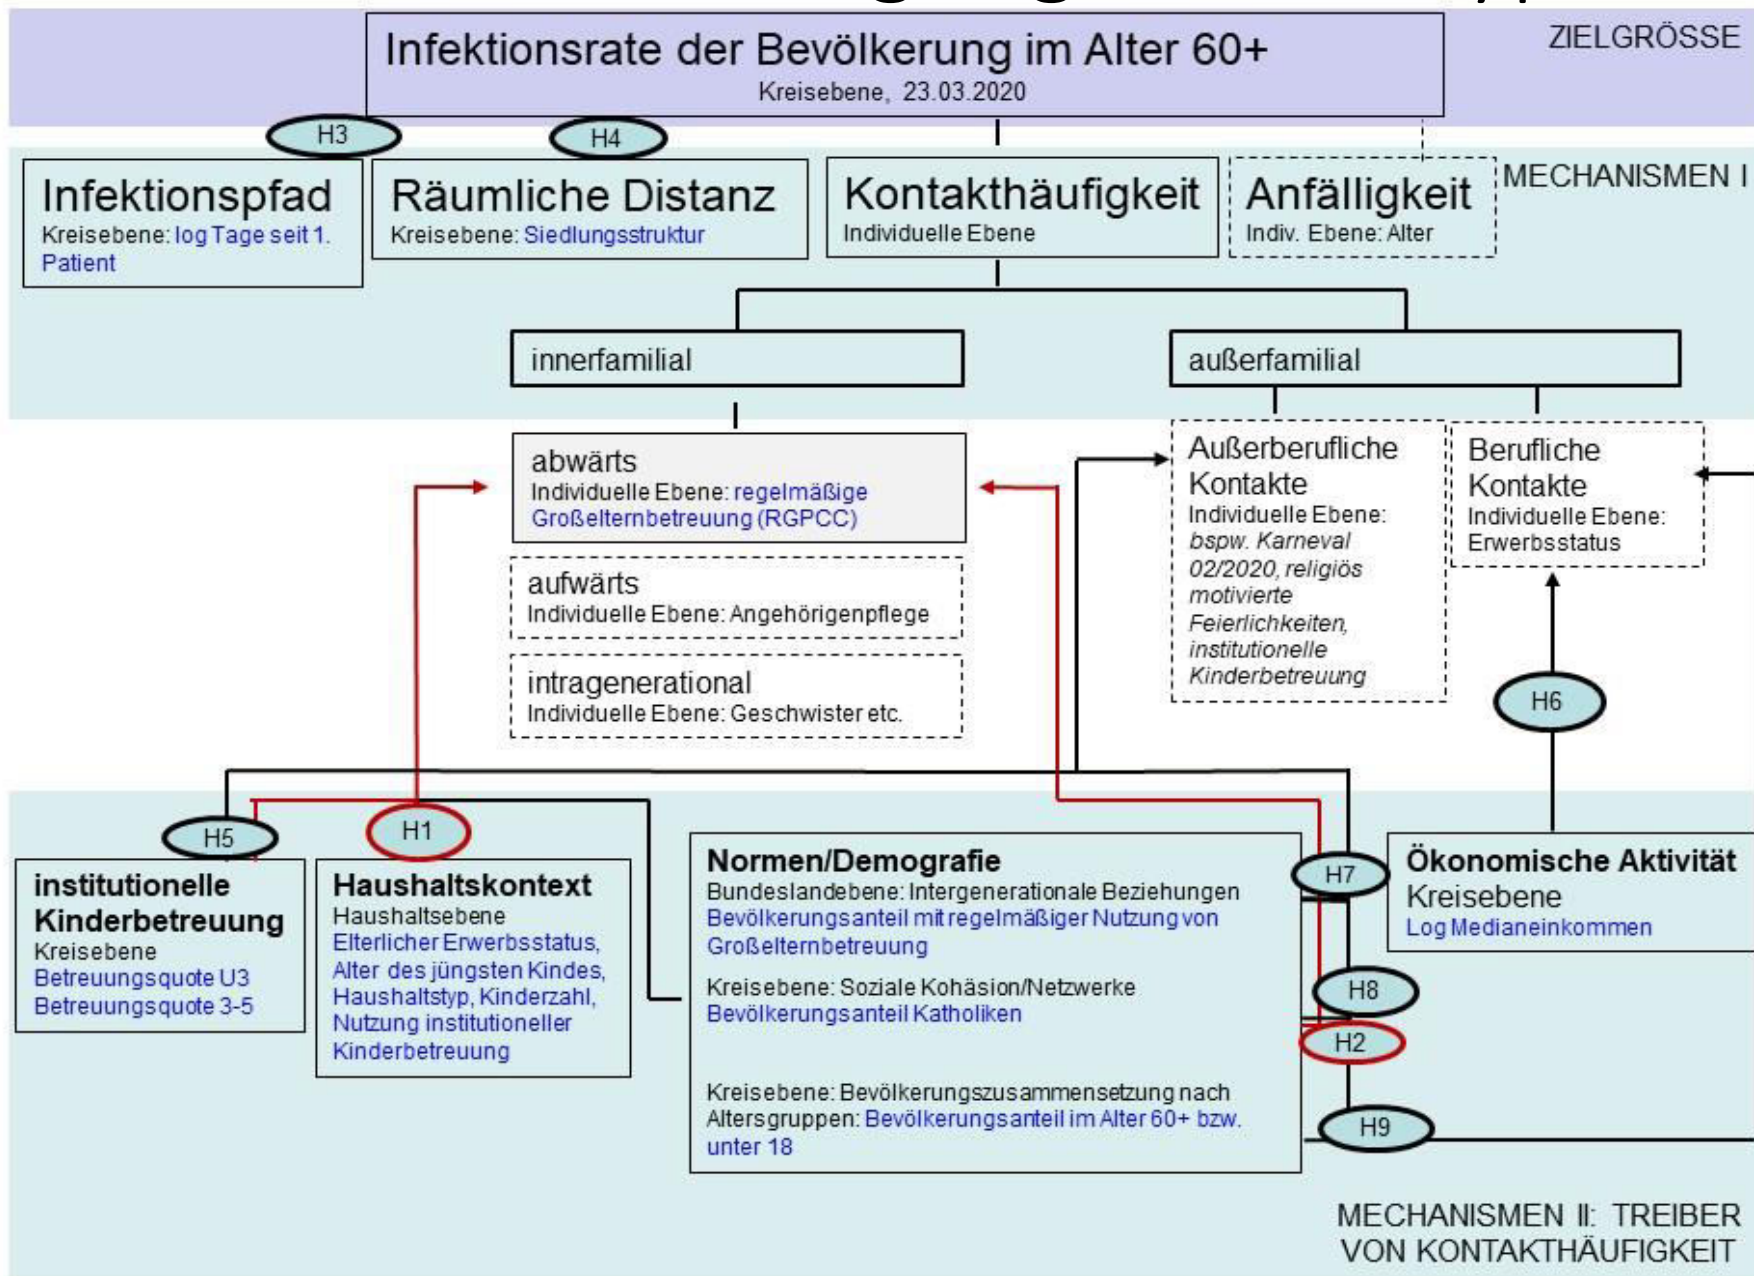 Infektionsrate der Bevölkerung im Alter 60+
Kreisebene, 23.03.2020
ZIELGRÖSSE
H3
H4
Infektionspfad
Kreisebene: log Tage seit 1.
Patient
Räumliche Distanz
Kreisebene: Siedlungsstruktur
Kontakthäufigkeit
Individuelle Ebene
Anfälligkeit
Indiv. Ebene: Alter
MECHANISMEN I
innerfamilial
außerfamilial
abwärts
Individuelle Ebene: regelmäßige
Großelternbetreuung (RGPCC)
aufwärts
Individuelle Ebene: Angehörigenpflege
intragenerational
Individuelle Ebene: Geschwister etc.
Außerberufliche
Kontakte
Individuelle Ebene:
bspw. Karneval
02/2020, religiös
motivierte
Feierlichkeiten,
institutionelle
Kinderbetreuung
Berufliche
Kontakte
Individuelle Ebene:
Erwerbsstatus
H6
H5
H1
institutionelle
Kinderbetreuung
Kreisebene
Betreuungsquote U3
Betreuungsquote 3-5
Haushaltskontext
Haushaltsebene
Elterlicher Erwerbsstatus,
Alter des jüngsten Kindes,
Haushaltstyp, Kinderzahl,
Nutzung institutioneller
Kinderbetreuung
Normen/Demografie
Bundeslandebene: Intergenerationale Beziehungen
Bevölkerungsanteil mit regelmäßiger Nutzung von
Großelternbetreuung
Kreisebene: Soziale Kohäsion/Netzwerke
Bevölkerungsanteil Katholiken
Kreisebene: Bevölkerungszusammensetzung nach
Altersgruppen: Bevölkerungsanteil im Alter 60+ bzw.
unter 18
H7
H8
H2
H9
Ökonomische Aktivität
Kreisebene
Log Medianeinkommen
MECHANISMEN II: TREIBER
VON KONTAKTHÄUFIGKEIT